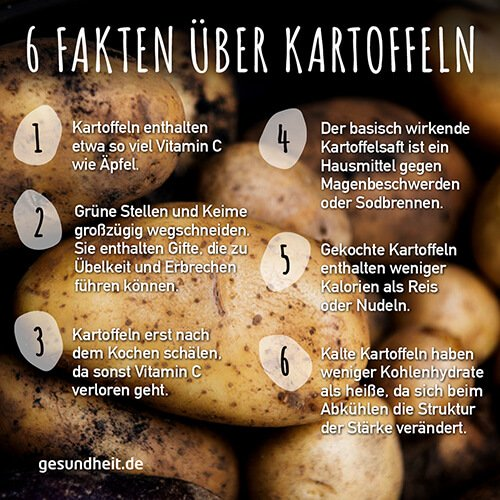 6 FAKTEN ÜBER KARTOFFELN
1
Kartoffeln enthalten
etwa so viel Vitamin C
wie Äpfel.
2
Grüne Stellen und Keime
großzügig wegschneiden.
Sie enthalten Gifte, die zu
Übelkeit und Erbrechen
führen können.
3
Kartoffeln erst nach
dem Kochen schälen,
da sonst Vitamin C
verloren geht.
4
Der basisch wirkende
Kartoffelsaft ist ein
Hausmittel gegen
Magenbeschwerden
oder Sodbrennen.
5
Gekochte Kartoffeln
enthalten weniger
Kalorien als Reis
oder Nudeln.
6
Kalte Kartoffeln haben
weniger Kohlenhydrate
als heiße, da sich beim
Abkühlen die Struktur
der Stärke verändert.
gesundheit.de